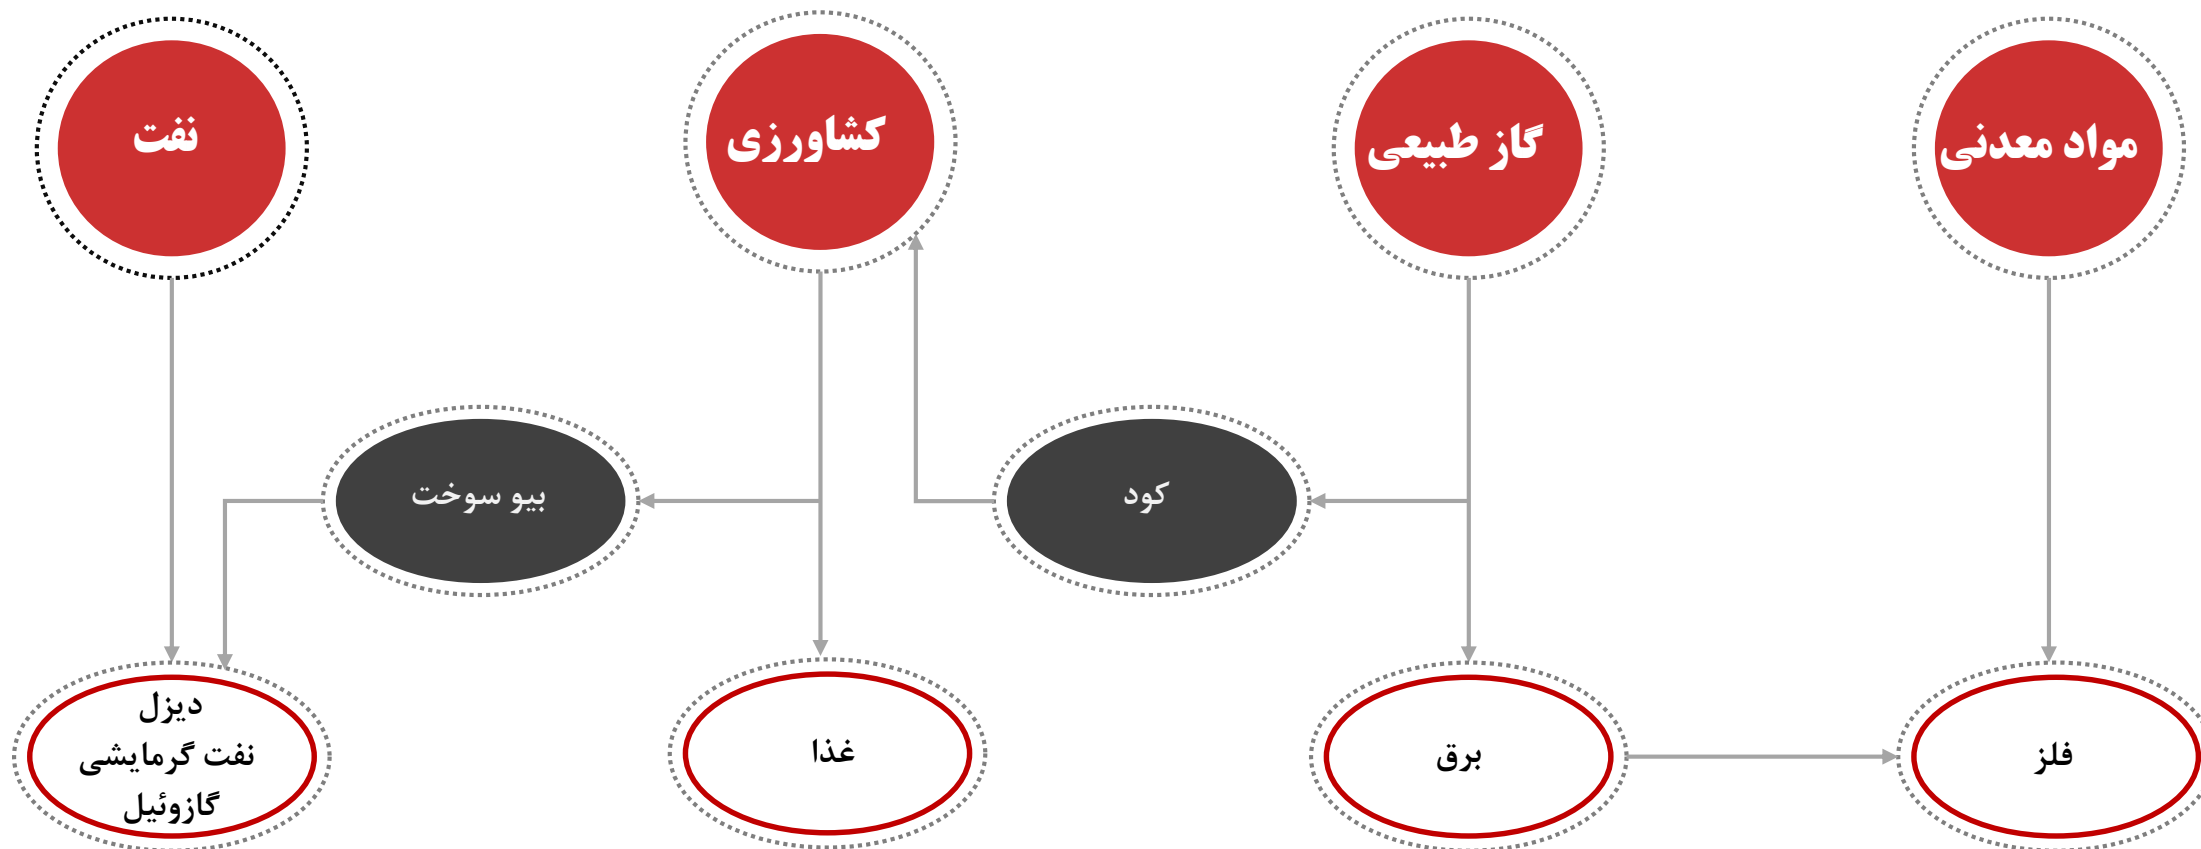 مواد معدنی
گاز طبیعی
کشاورزی
نفت
کود
بیو سوخت
فلز
برق
غذا
دیزل
نفت گرمایشی
گازوئیل